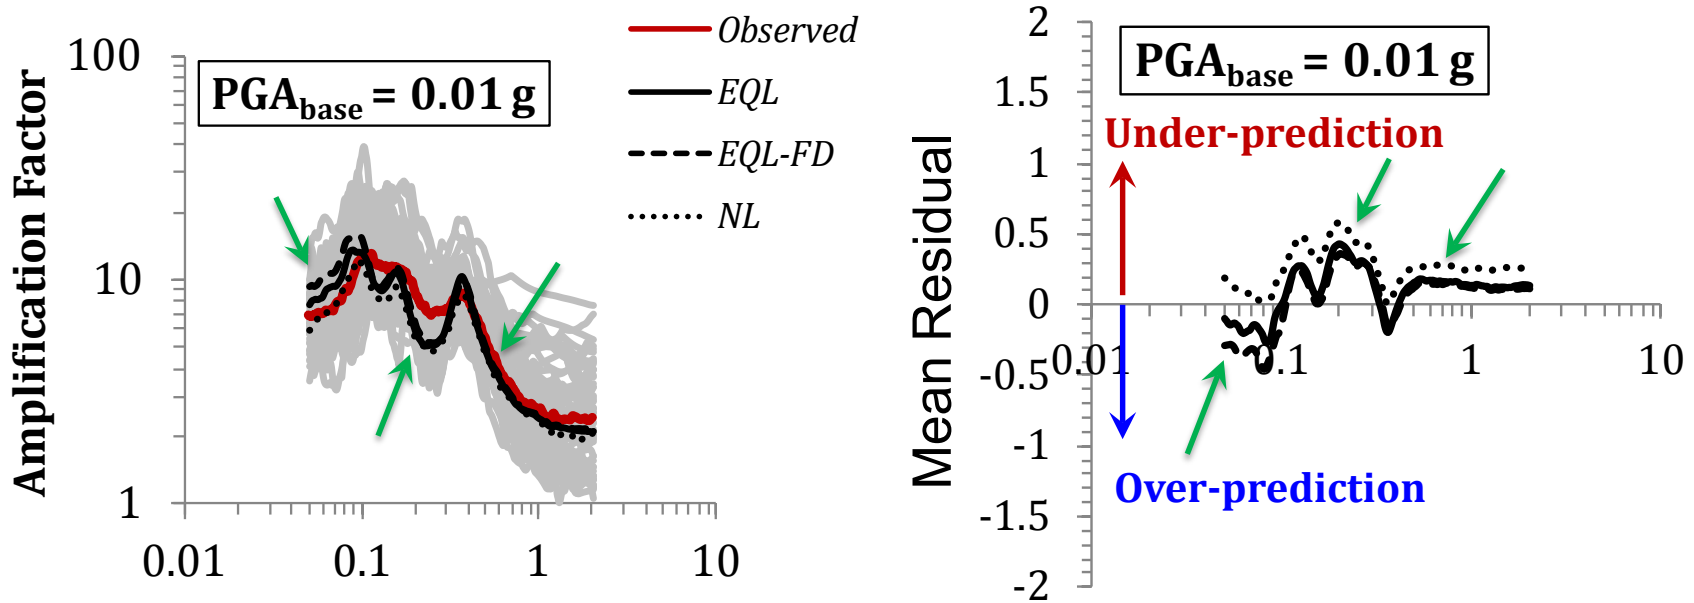 Amplification Factor
100
10
1
0.01
0.1
1
10
PGAbase = 0.01 g
Observed
EQL
EQL-FD
NL
Mean Residual
2
1.5
1
0.5
0
-0.5
-1
-1.5
-2
0.01
0.1
1
10
PGAbase = 0.01 g
Under-prediction
Over-prediction